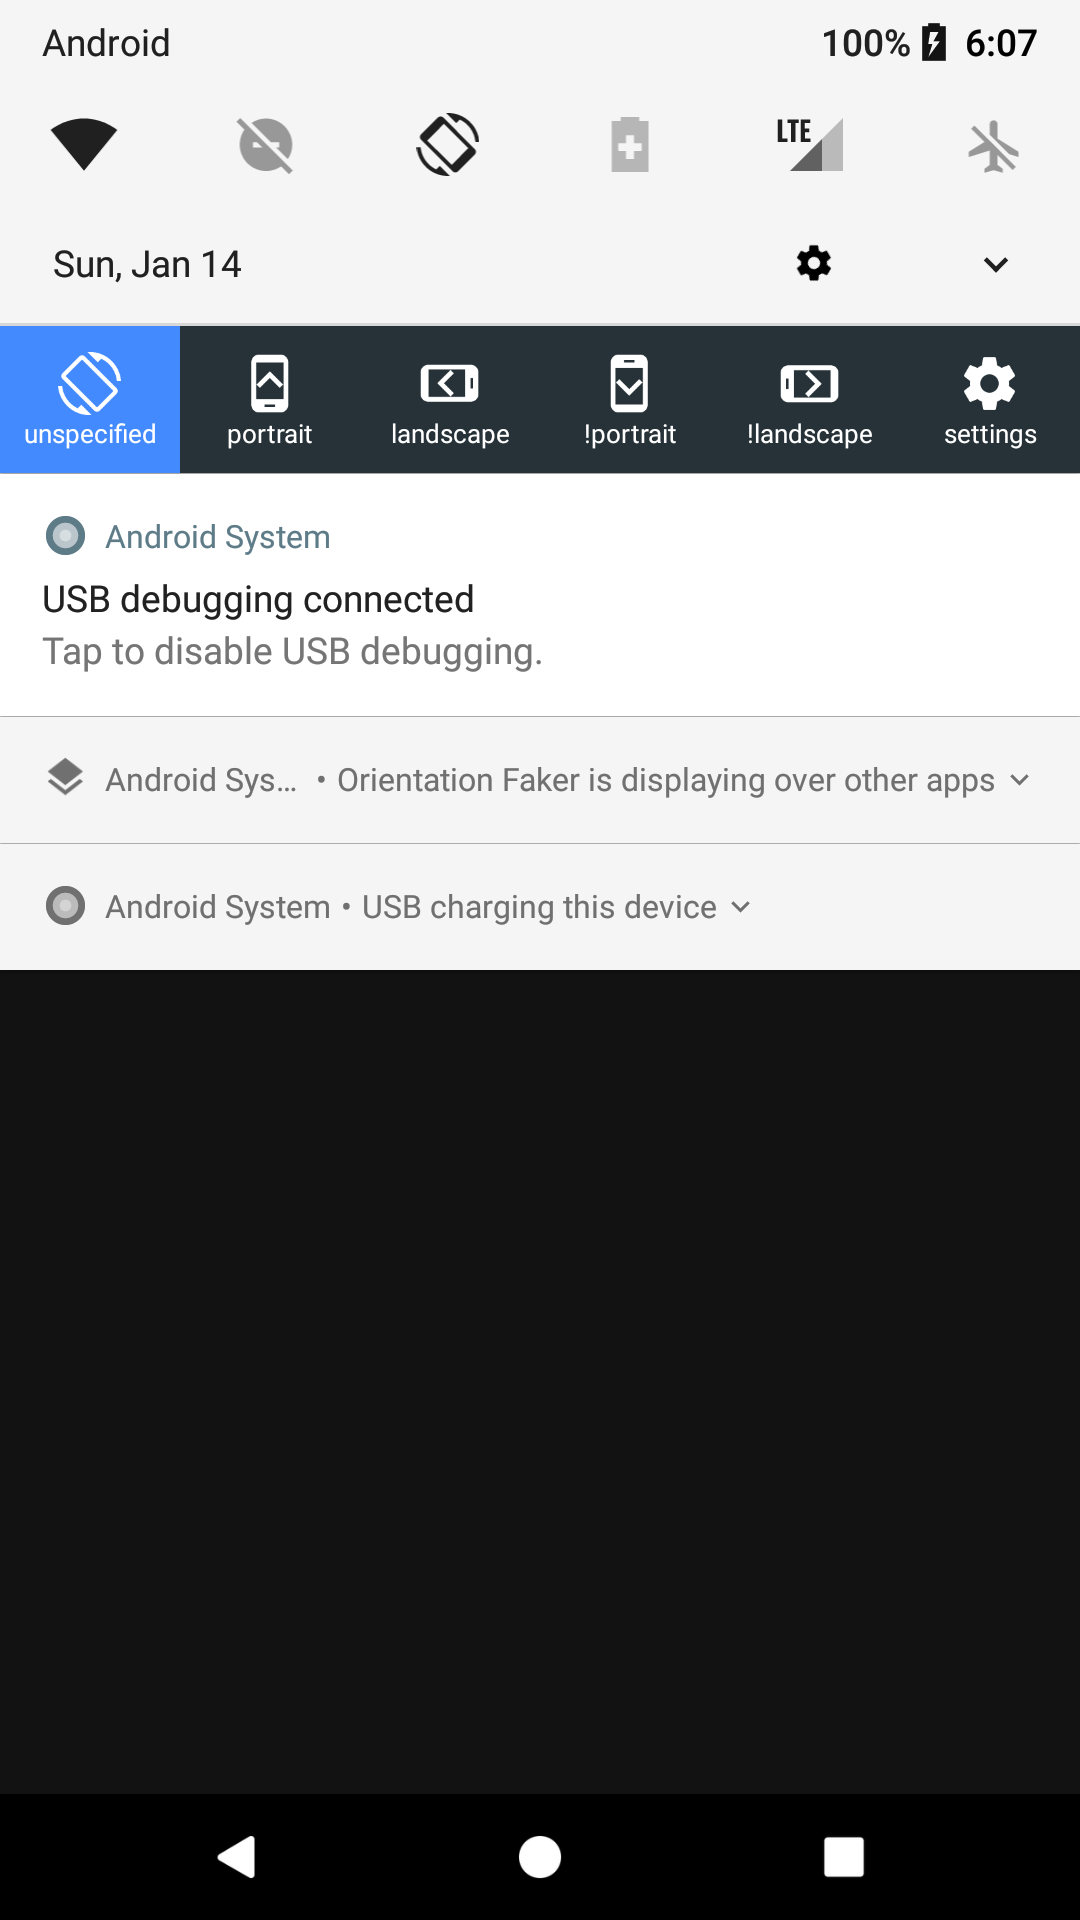 Android 100% 6:07
LTE
Sun, Jan 14
unspecified portrait landscape !portrait !landscape settings
Android System
USB debugging connected
Tap to disable USB debugging.
Android Sys... • Orientation Faker is displaying over other apps
Android System • USB charging this device